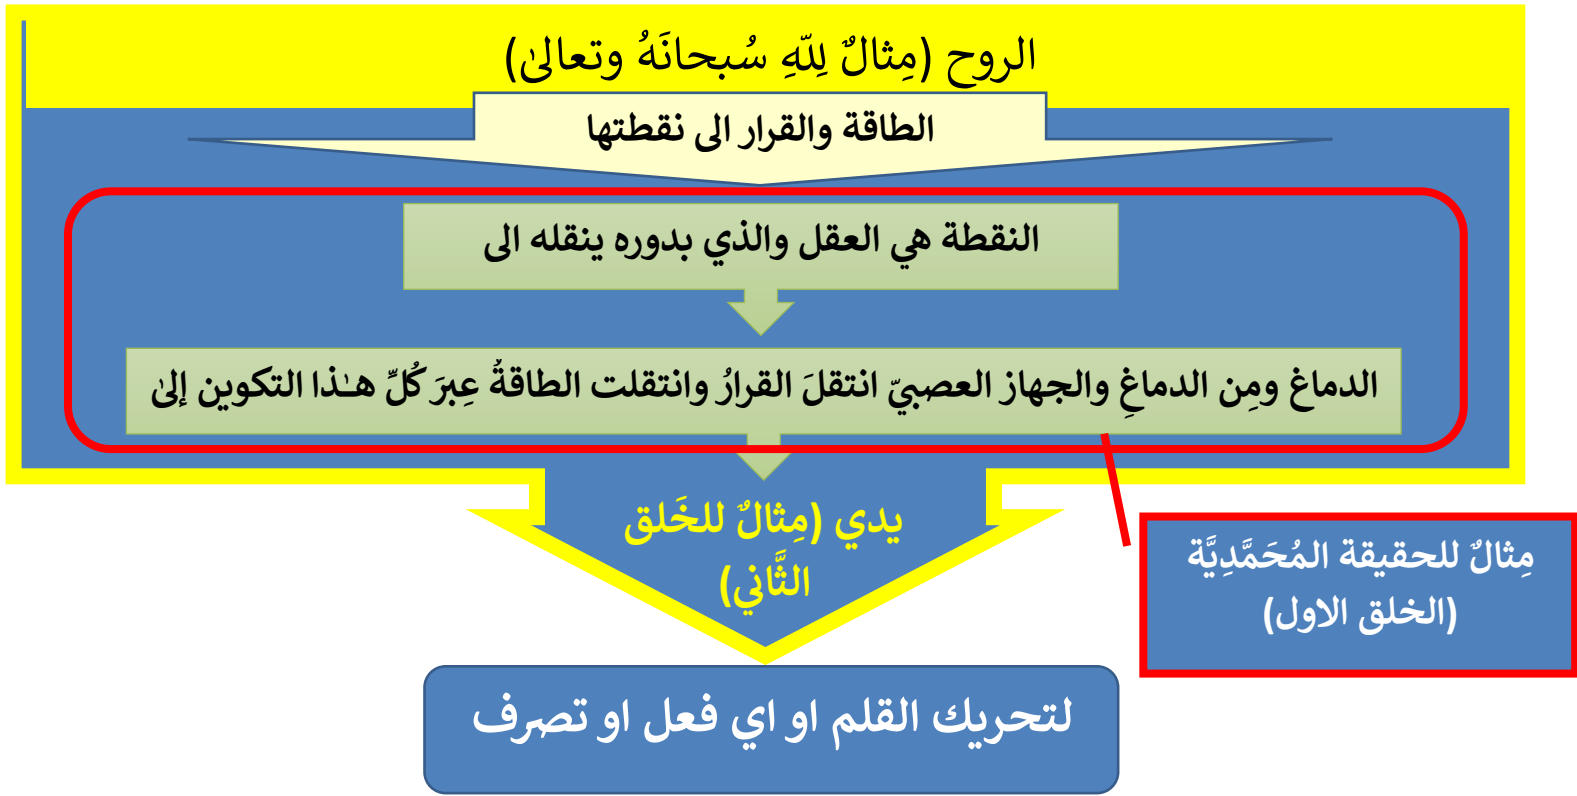 الروح (مِثالٌ لِلّهِ سُبحانَهُ وتعالىٰ)
الطاقة والقرار الى نقطتها
النقطة هي العقل والذي بدوره ينقله الى
الدماغ ومِن الدماغِ والجهاز العصبيّ انتقلَ القرارُ وانتقلت الطاقةُ عِبرَ كُلِّ هـٰذا التكوين إلىٰ
يدي (مِثالٌ للخَلق
الثَّاني)
مِثالٌ للحقيقة المُحَمَّدِيَّة
(الخلق الاول)
لتحريك القلم او اي فعل او تصرف